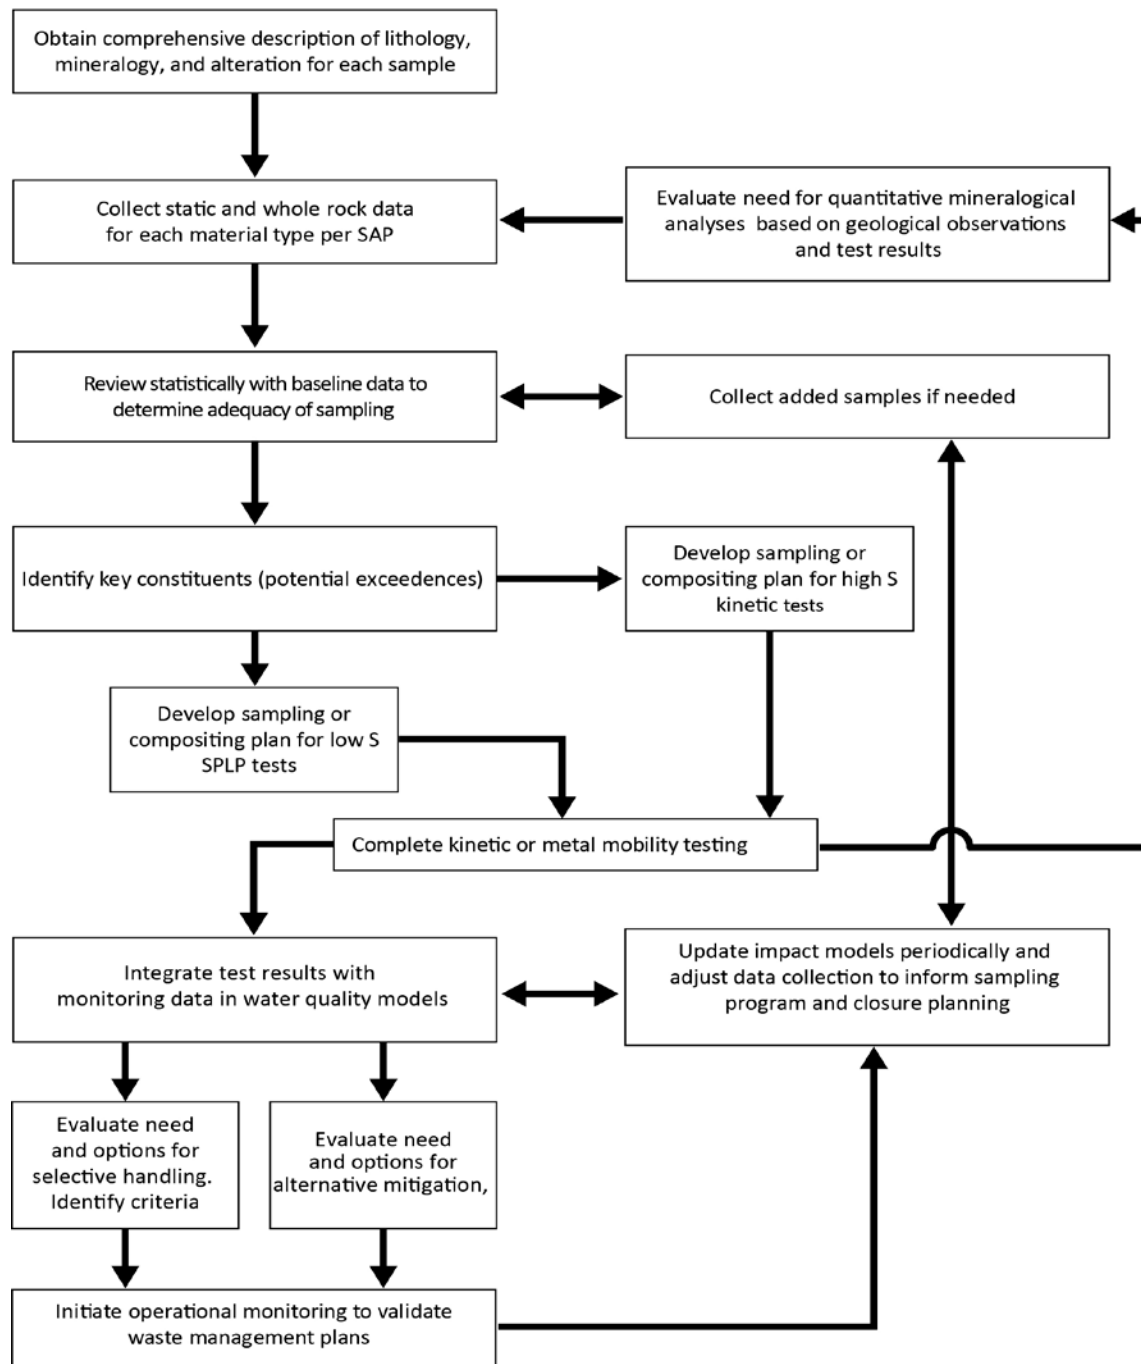 Obtain comprehensive description of lithology,
mineralogy, and alteration for each sample
Collect static and whole rock data
for each material type per SAP
Evaluate need for quantitative mineralogical
analyses based on geological observations
and test results
Review statistically with baseline data to
determine adequacy of sampling
Collect added samples if needed
Identify key constituents (potential exceedences)
Develop sampling or
compositing plan for high S
kinetic tests
Develop sampling or
compositing plan for low S
SPLP tests
Complete kinetic or metal mobility testing
Integrate test results with
monitoring data in water quality models
Update impact models periodically and
adjust data collection to inform sampling
program and closure planning
Evaluate need
and options for
selective handling.
Identify criteria
Evaluate need
and options for
alternative mitigation,
Initiate operational monitoring to validate
waste management plans